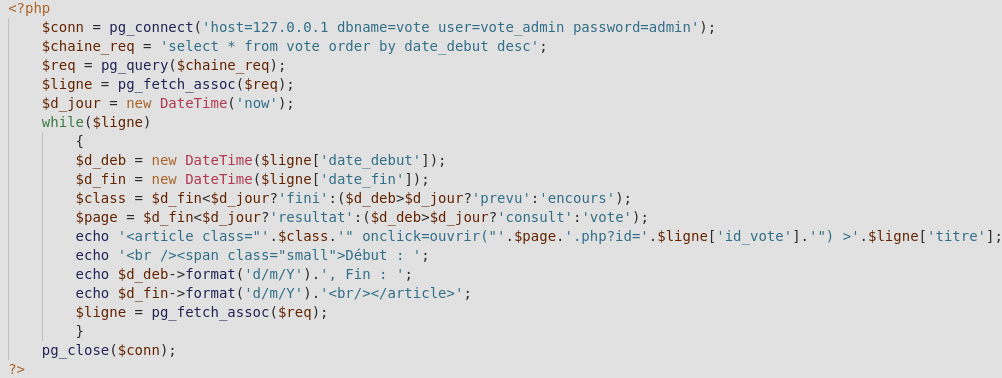 <?php
$conn = pg_connect('host=127.0.0.1 dbname=vote user=vote_admin password=admin');
$chaine_req = 'select * from vote order by date_debut desc';
$req = pg_query($chaine_req);
$ligne = pg_fetch_assoc($req);
$d_jour = new DateTime('now');
while($ligne)
{
$d_deb = new DateTime($ligne['date_debut']);
$d_fin = new DateTime($ligne['date_fin']);
$class = $d_fin<$d_jour?'fini':($d_deb>$d_jour?'prevu':'encours');
$page = $d_fin<$d_jour?'resultat':($d_deb>$d_jour?'consult':'vote');
echo '<article class="'.$class.'" onclick=ouvrir("'.$page.'.php?id='.$ligne['id_vote'].'") >'.$ligne['titre'];
echo '<br /><span class="small">Début : ';
echo $d_deb->format('d/m/Y').', Fin : ';
echo $d_fin->format('d/m/Y').'<br/></article>';
$ligne = pg_fetch_assoc($req);
}
pg_close($conn);
?>